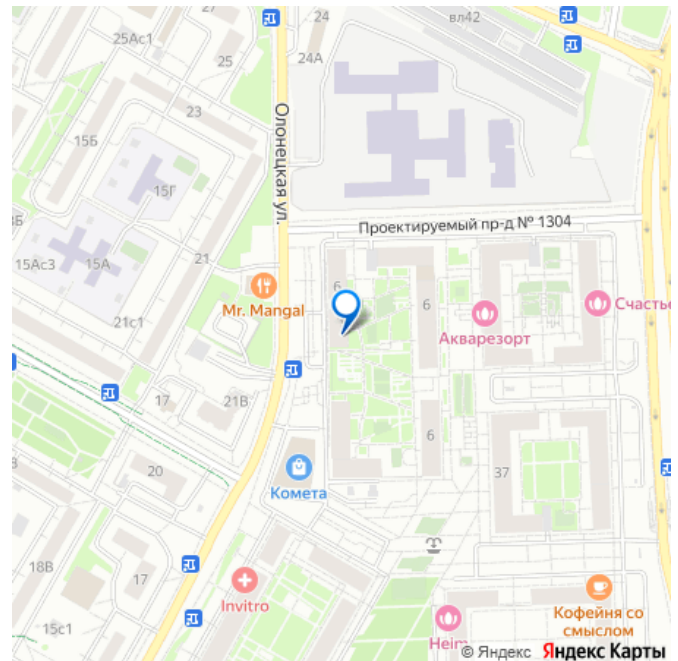 24
вл42
25Ас1
25
24А
23
15Б
Олонецкая ул.
15Г
Проектируемый пр-д № 1304
15Ас3
15А
21
6
Mr. Mangal
6
Акварезорт
Счастье
21с1
17
21В
6
37
20
Комета
18В
17
Invitro
15с1
Heim
Кофейня со
смыслом
© Яндекс Яндекс Карты